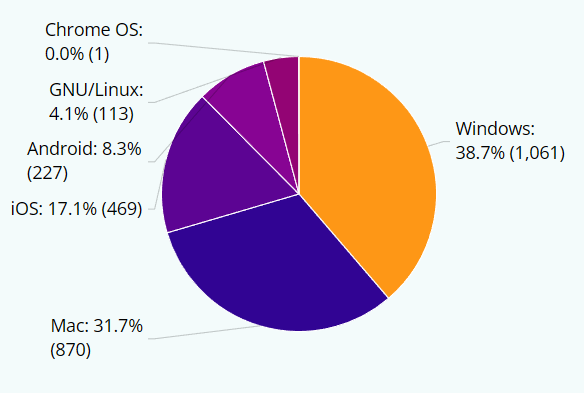 Chrome OS:
0.0% (1)
GNU/Linux:
4.1% (113)
Android: 8.3%
(227)
iOS: 17.1% (469)
Mac: 31.7%
(870)
Windows:
38.7% (1,061)